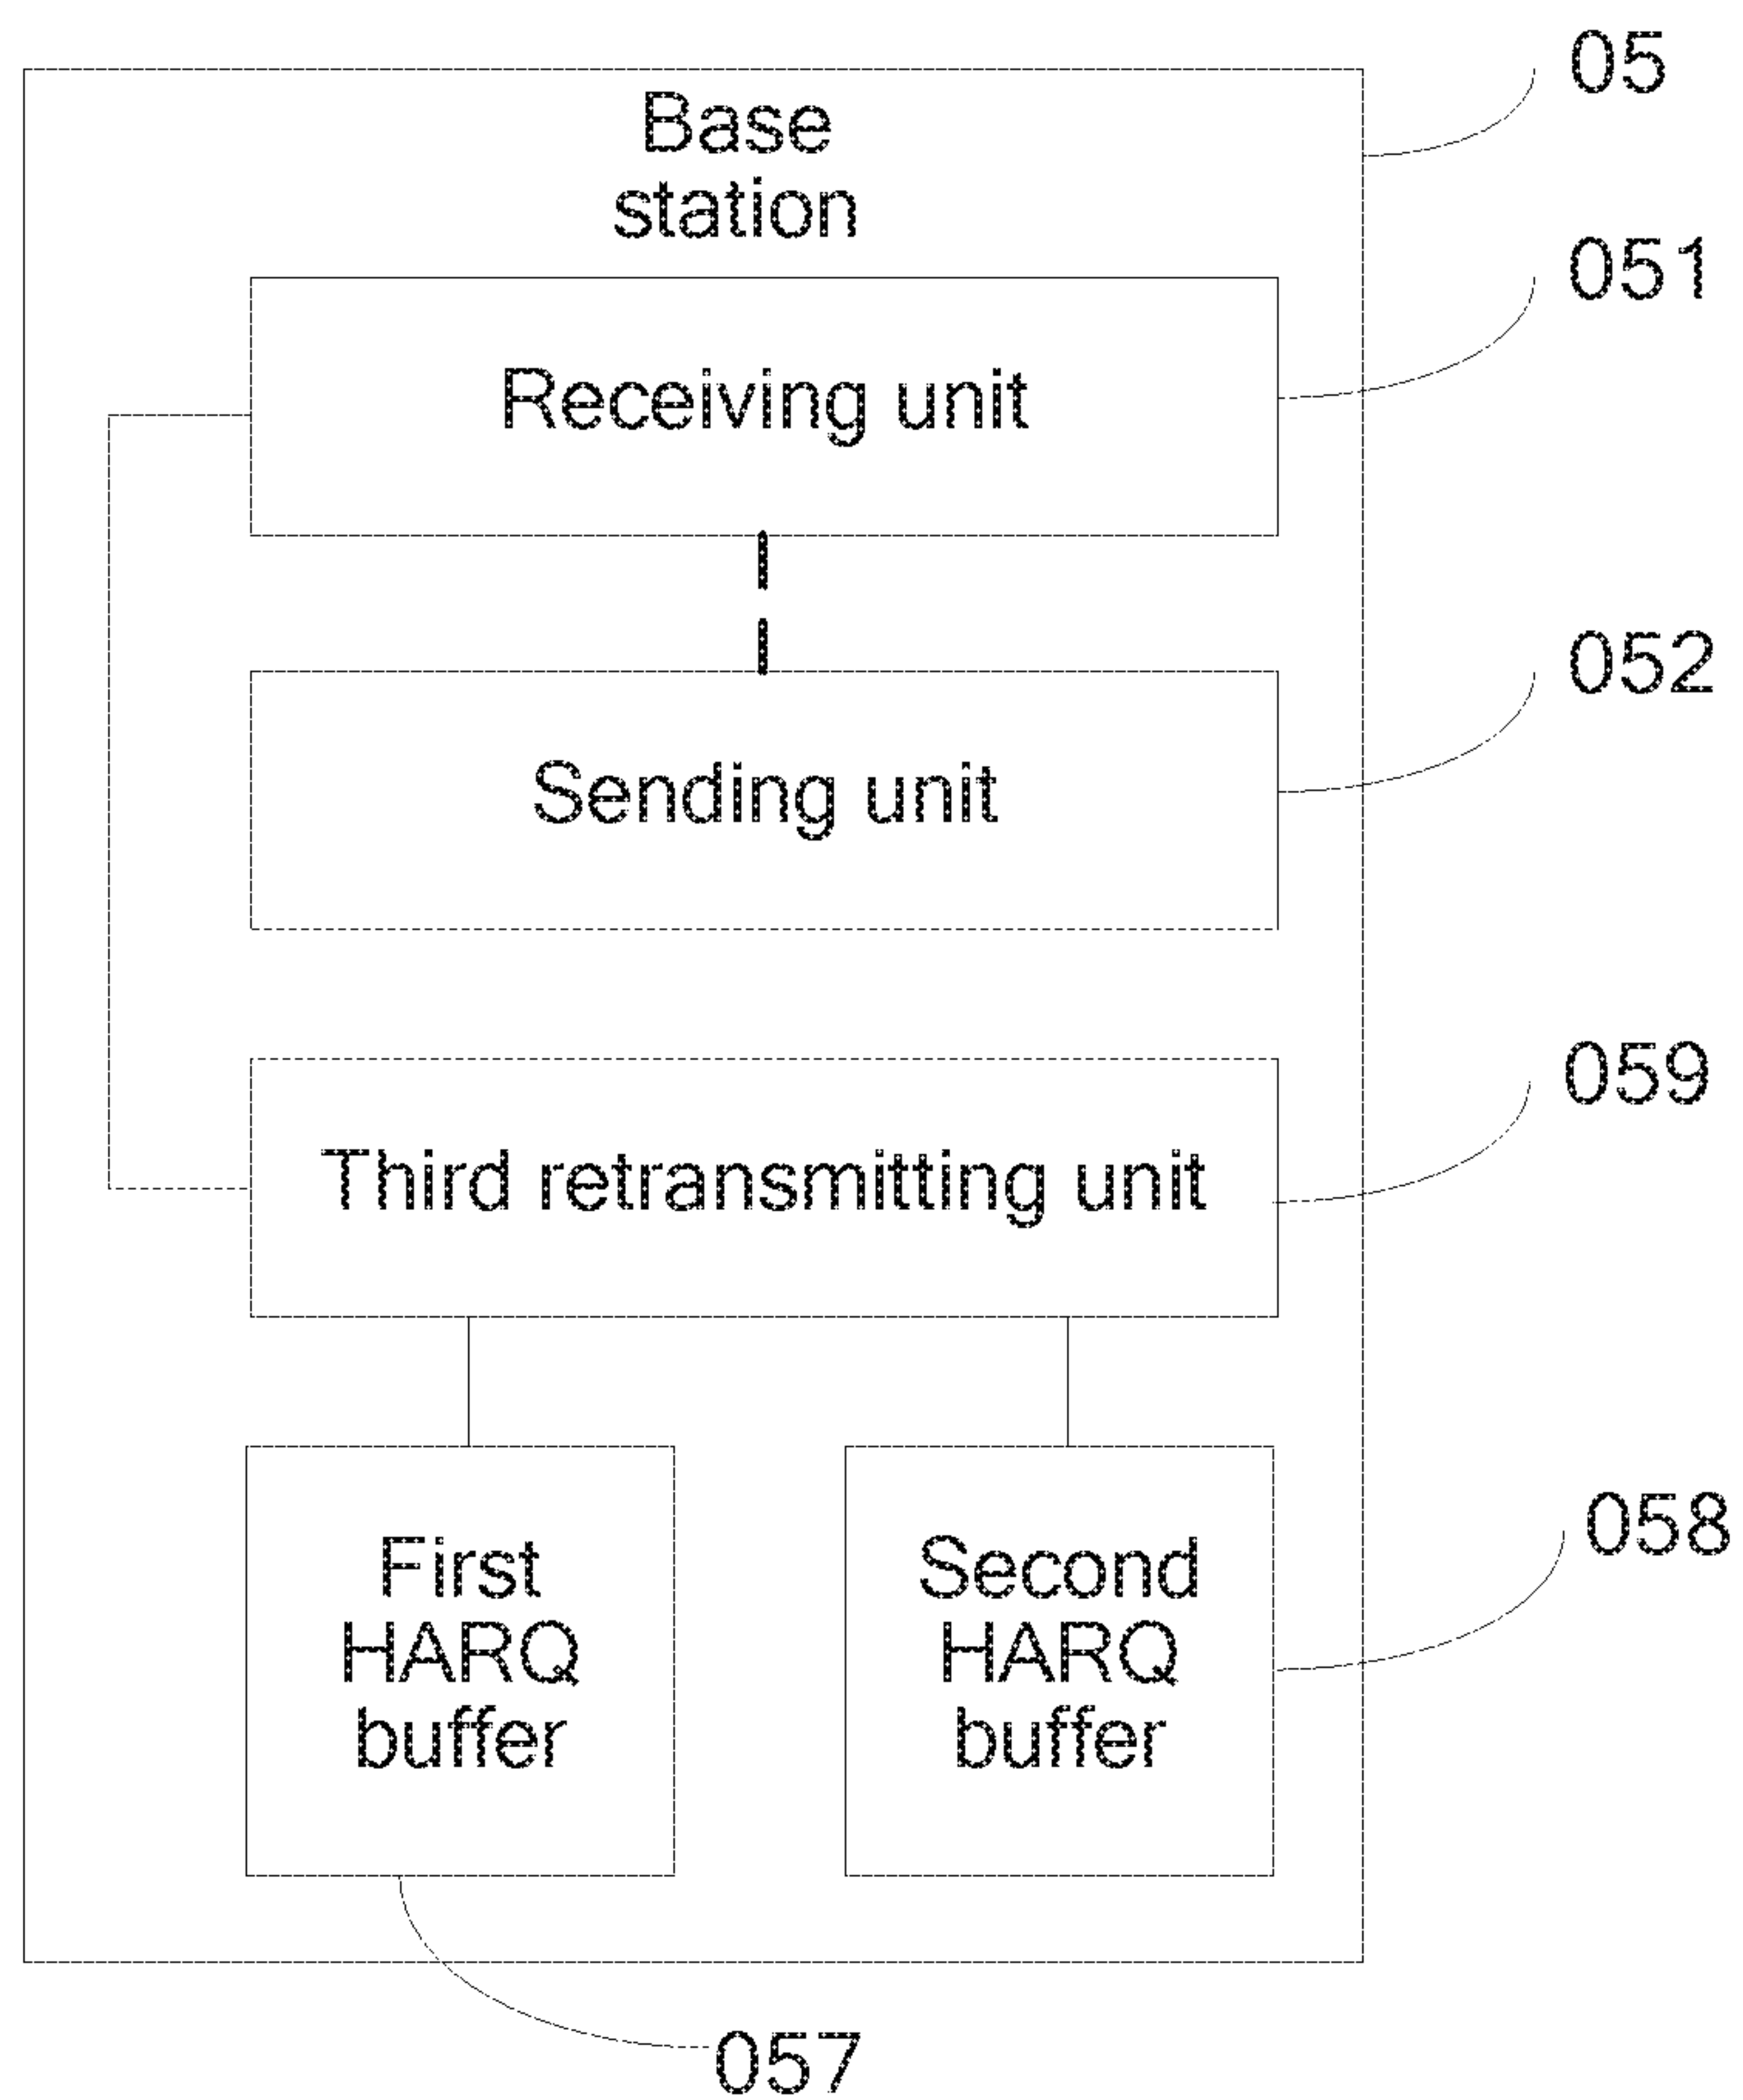 05
Base
station
051
Receiving unit
052
Sending unit
059
Third retransmitting unit
058
First
HARQ
buffer
Second
HARQ
buffer
057